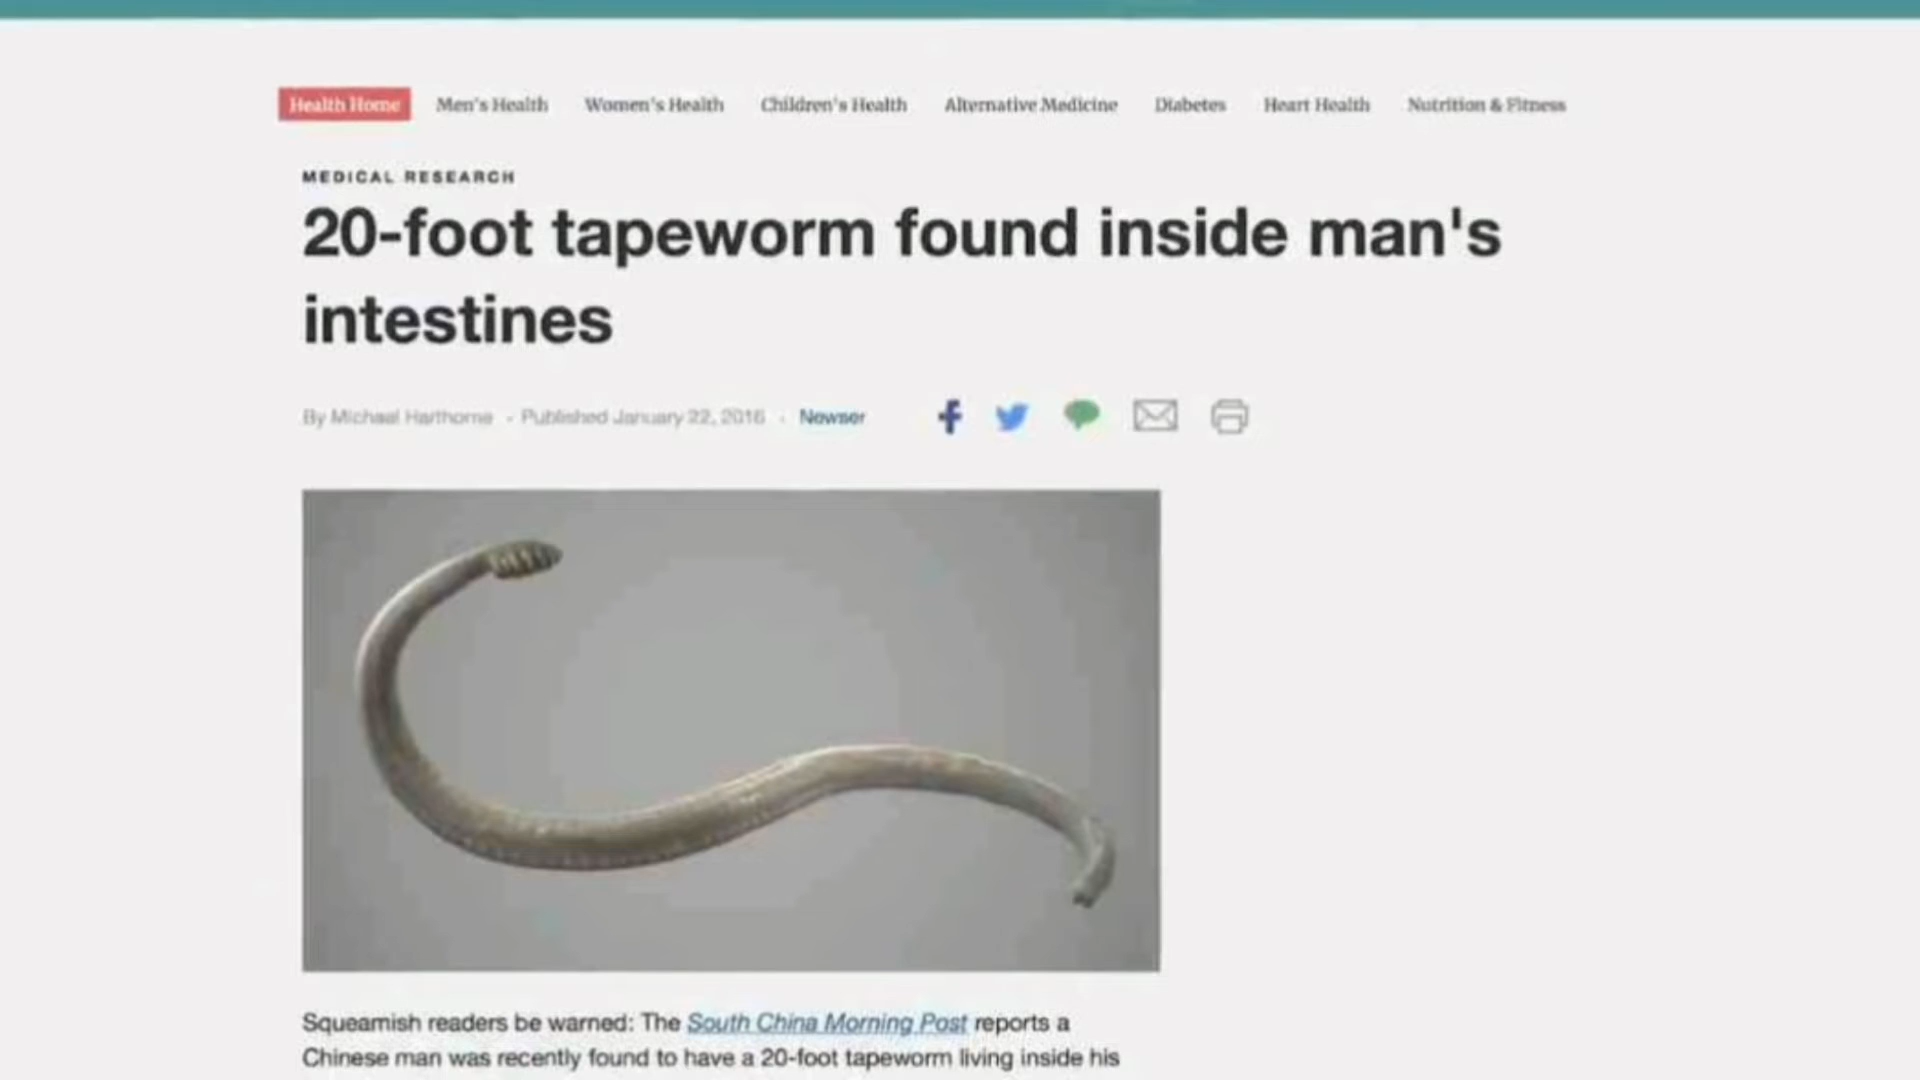 Health Home Men's Health Women's Health Children's Health Alternative Medicine Diabetes Heart Health Nutrition & Fitness
MEDICAL RESEARCH
20-foot tapeworm found inside man's
intestines
By Michael Harthorne · Published January 22, 2016 · Newser
Squeamish readers be warned: The South China Morning Post reports a
Chinese man was recently found to have a 20-foot tapeworm living inside his